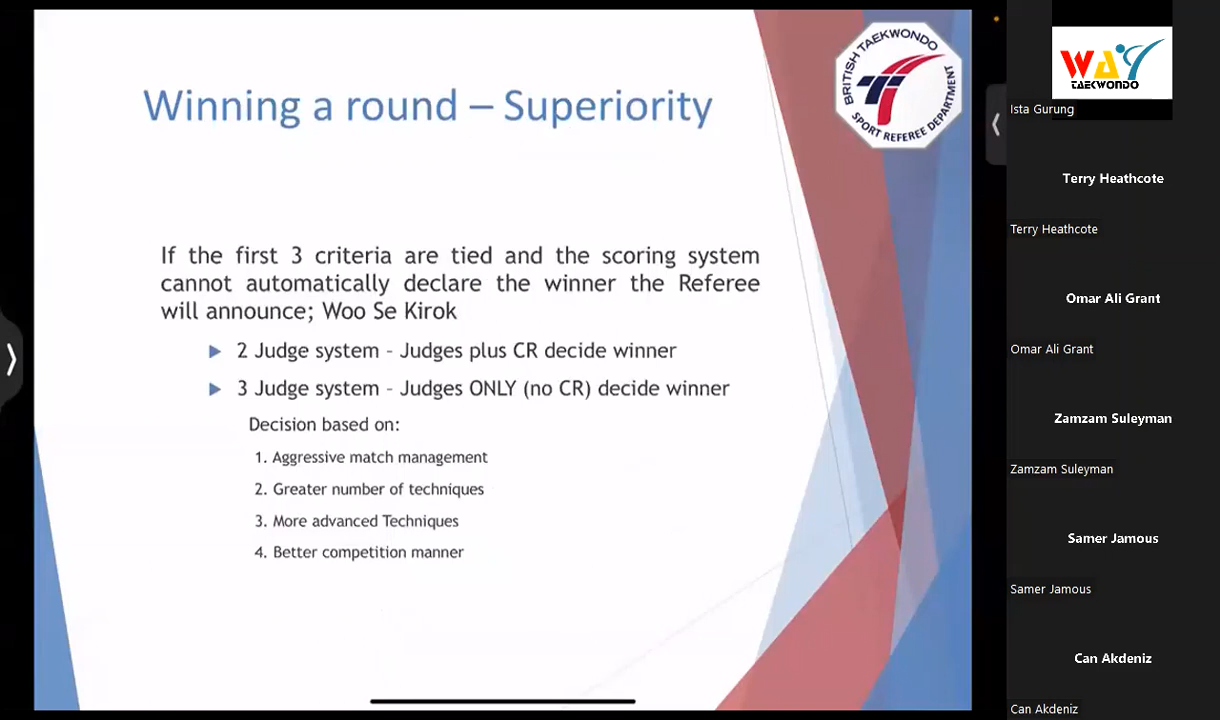 Winning a round – Superiority
BRITISH TAEKWONDO
SPORT REFEREE DEPARTMENT
If the first 3 criteria are tied and the scoring system
cannot automatically declare the winner the Referee
will announce; Woo Se Kirok
2 Judge system - Judges plus CR decide winner
3 Judge system - Judges ONLY (no CR) decide winner
Decision based on:
1. Aggressive match management
2. Greater number of techniques
3. More advanced Techniques
4. Better competition manner
WAY
TAEKWONDO
Ista Gurung
Terry Heathcote
Terry Heathcote
Omar Ali Grant
Omar Ali Grant
Zamzam Suleyman
Zamzam Suleyman
Samer Jamous
Samer Jamous
Can Akdeniz
Can Akdeniz